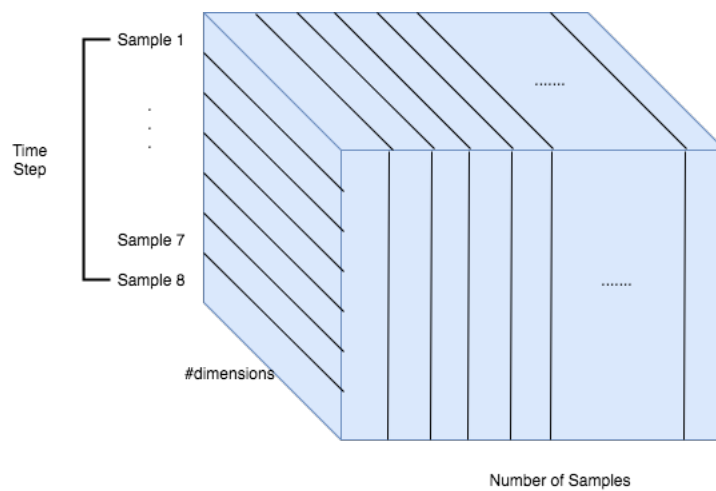 Sample 1
.......
Time
Step
Sample 7
Sample 8
.......
#dimensions
Number of Samples